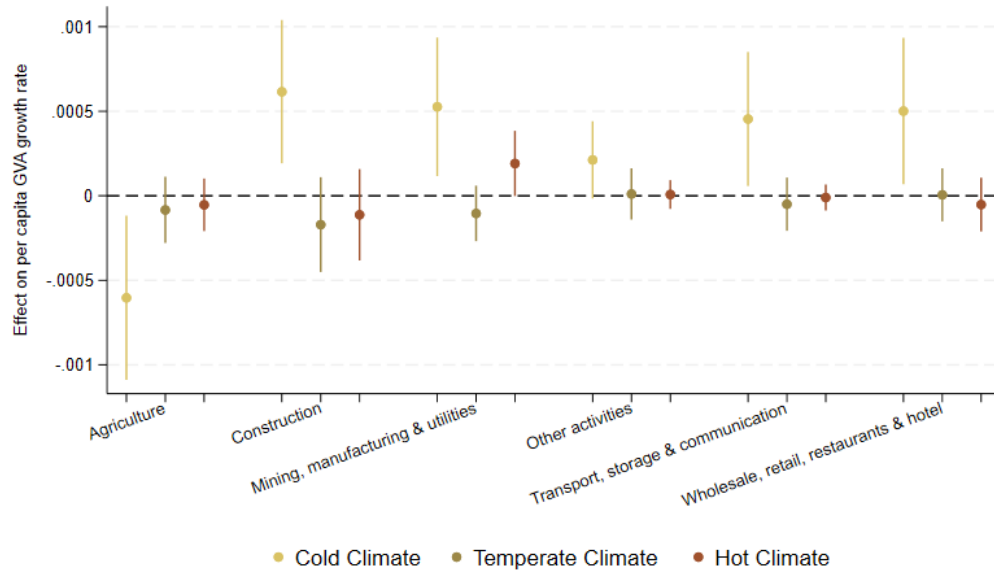 Effect on per capita GVA growth rate
.001
.0005
0
-.0005
-.001
Agriculture
Construction
Mining, manufacturing & utilities
Other activities
Transport, storage & communication
Wholesale, retail, restaurants & hotel
Cold Climate
Temperate Climate
Hot Climate